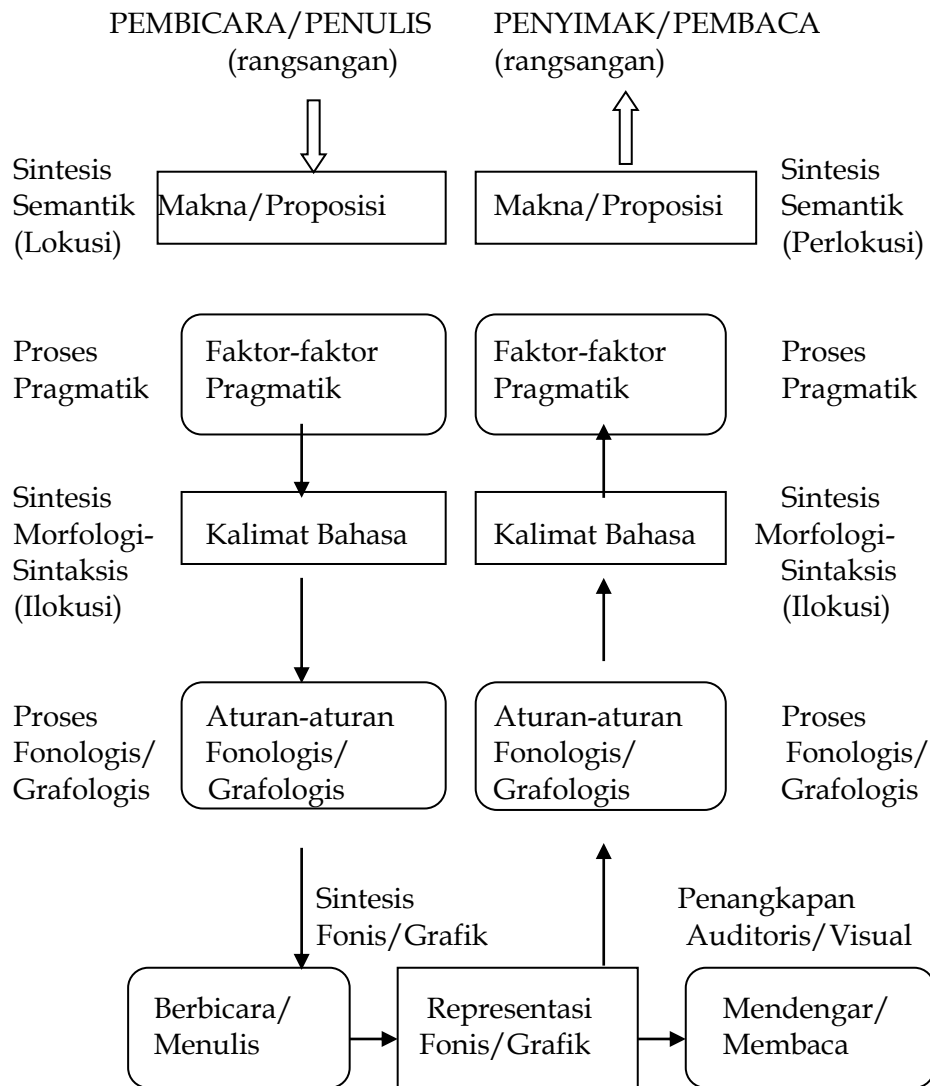 PEMBICARA/PENULIS PENYIMAK/PEMBACA
(rangsangan) (rangsangan)
Sintesis
Semantik
(Lokusi)
Makna/Proposisi
Makna/Proposisi
Sintesis
Semantik
(Perlokusi)
Proses
Pragmatik
Faktor-faktor
Pragmatik
Faktor-faktor
Pragmatik
Proses
Pragmatik
Sintesis
Morfologi-
Sintaksis
(Ilokusi)
Kalimat Bahasa
Kalimat Bahasa
Sintesis
Morfologi-
Sintaksis
(Ilokusi)
Proses
Fonologis/
Grafologis
Aturan-aturan
Fonologis/
Grafologis
Aturan-aturan
Fonologis/
Grafologis
Proses
Fonologis/
Grafologis
Sintesis
Fonis/Grafik
Penangkapan
Auditoris/Visual
Berbicara/
Menulis
Representasi
Fonis/Grafik
Mendengar/
Membaca